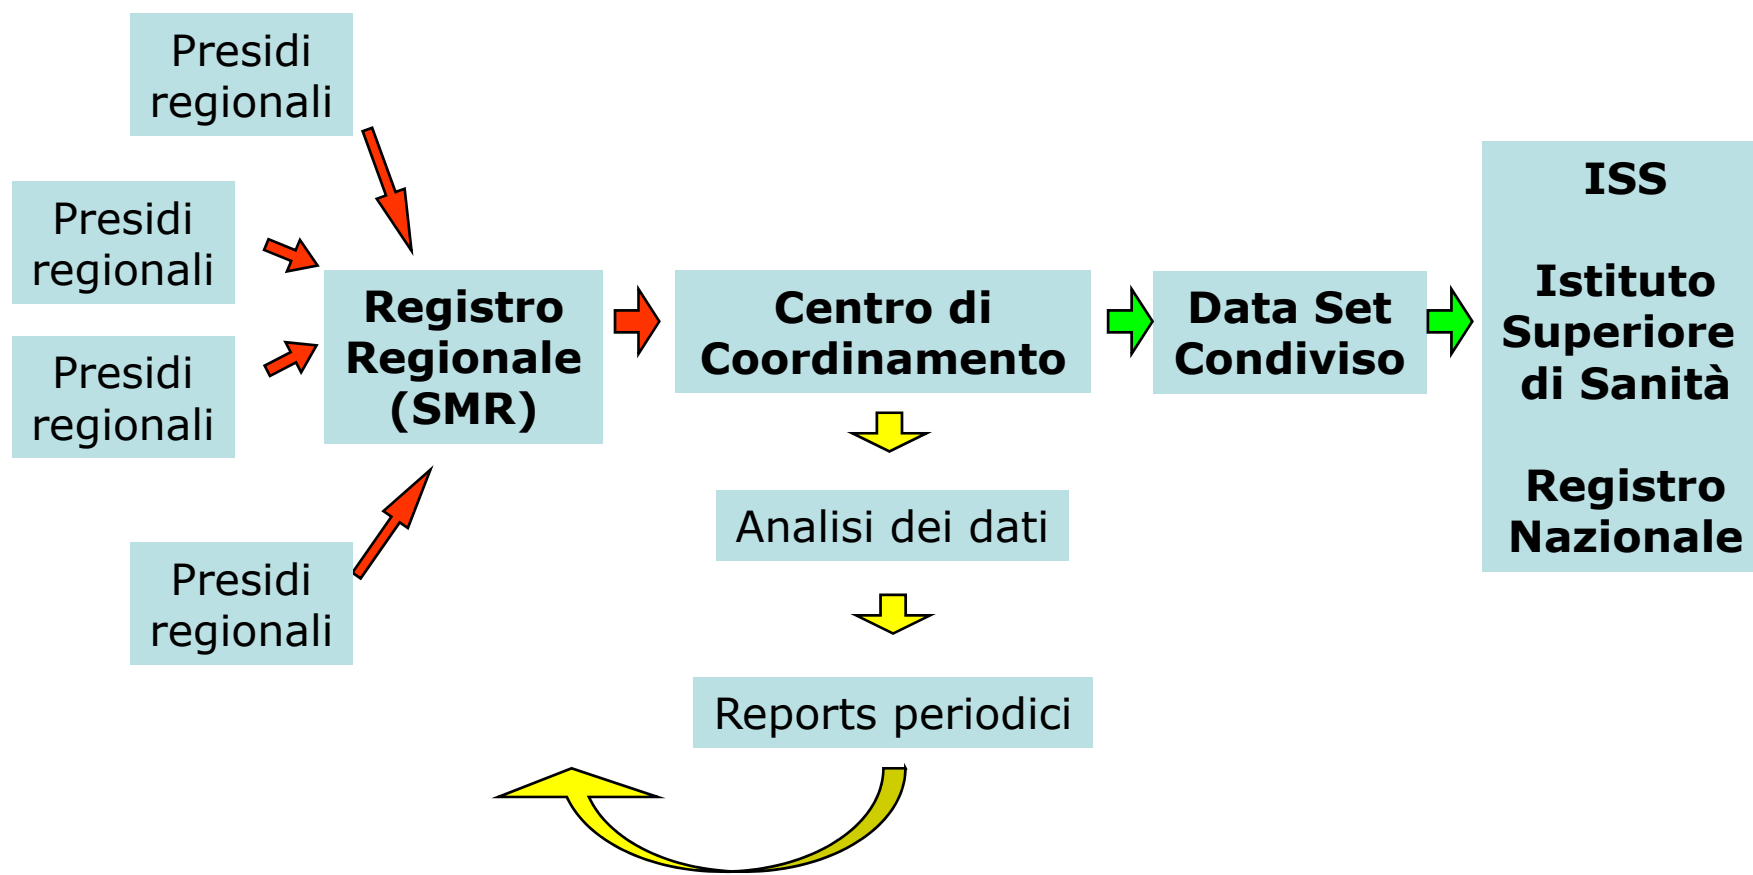 Presidi
regionali
Presidi
regionali
Presidi
regionali
Presidi
regionali
Registro
Regionale
(SMR)
Centro di
Coordinamento
Data Set
Condiviso
ISS
Istituto
Superiore
di Sanità
Registro
Nazionale
Analisi dei dati
Reports periodici